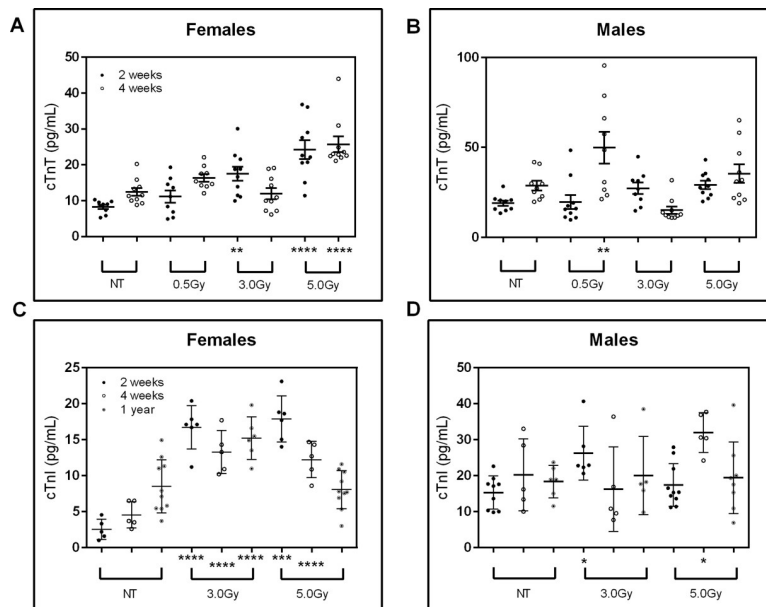 A
Females
50
40
30
20
10
0
cTnT (pg/mL)
2 weeks
4 weeks
** **** ****
NT 0.5Gy 3.0Gy 5.0Gy
B
Males
100
50
0
cTnT (pg/mL)
**
NT 0.5Gy 3.0Gy 5.0Gy
C
Females
25
20
15
10
5
0
cTnI (pg/mL)
2 weeks
4 weeks
1 year
**** **** **** *** ****
NT 3.0Gy 5.0Gy
D
Males
50
40
30
20
10
0
cTnI (pg/mL)
* *
NT 3.0Gy 5.0Gy